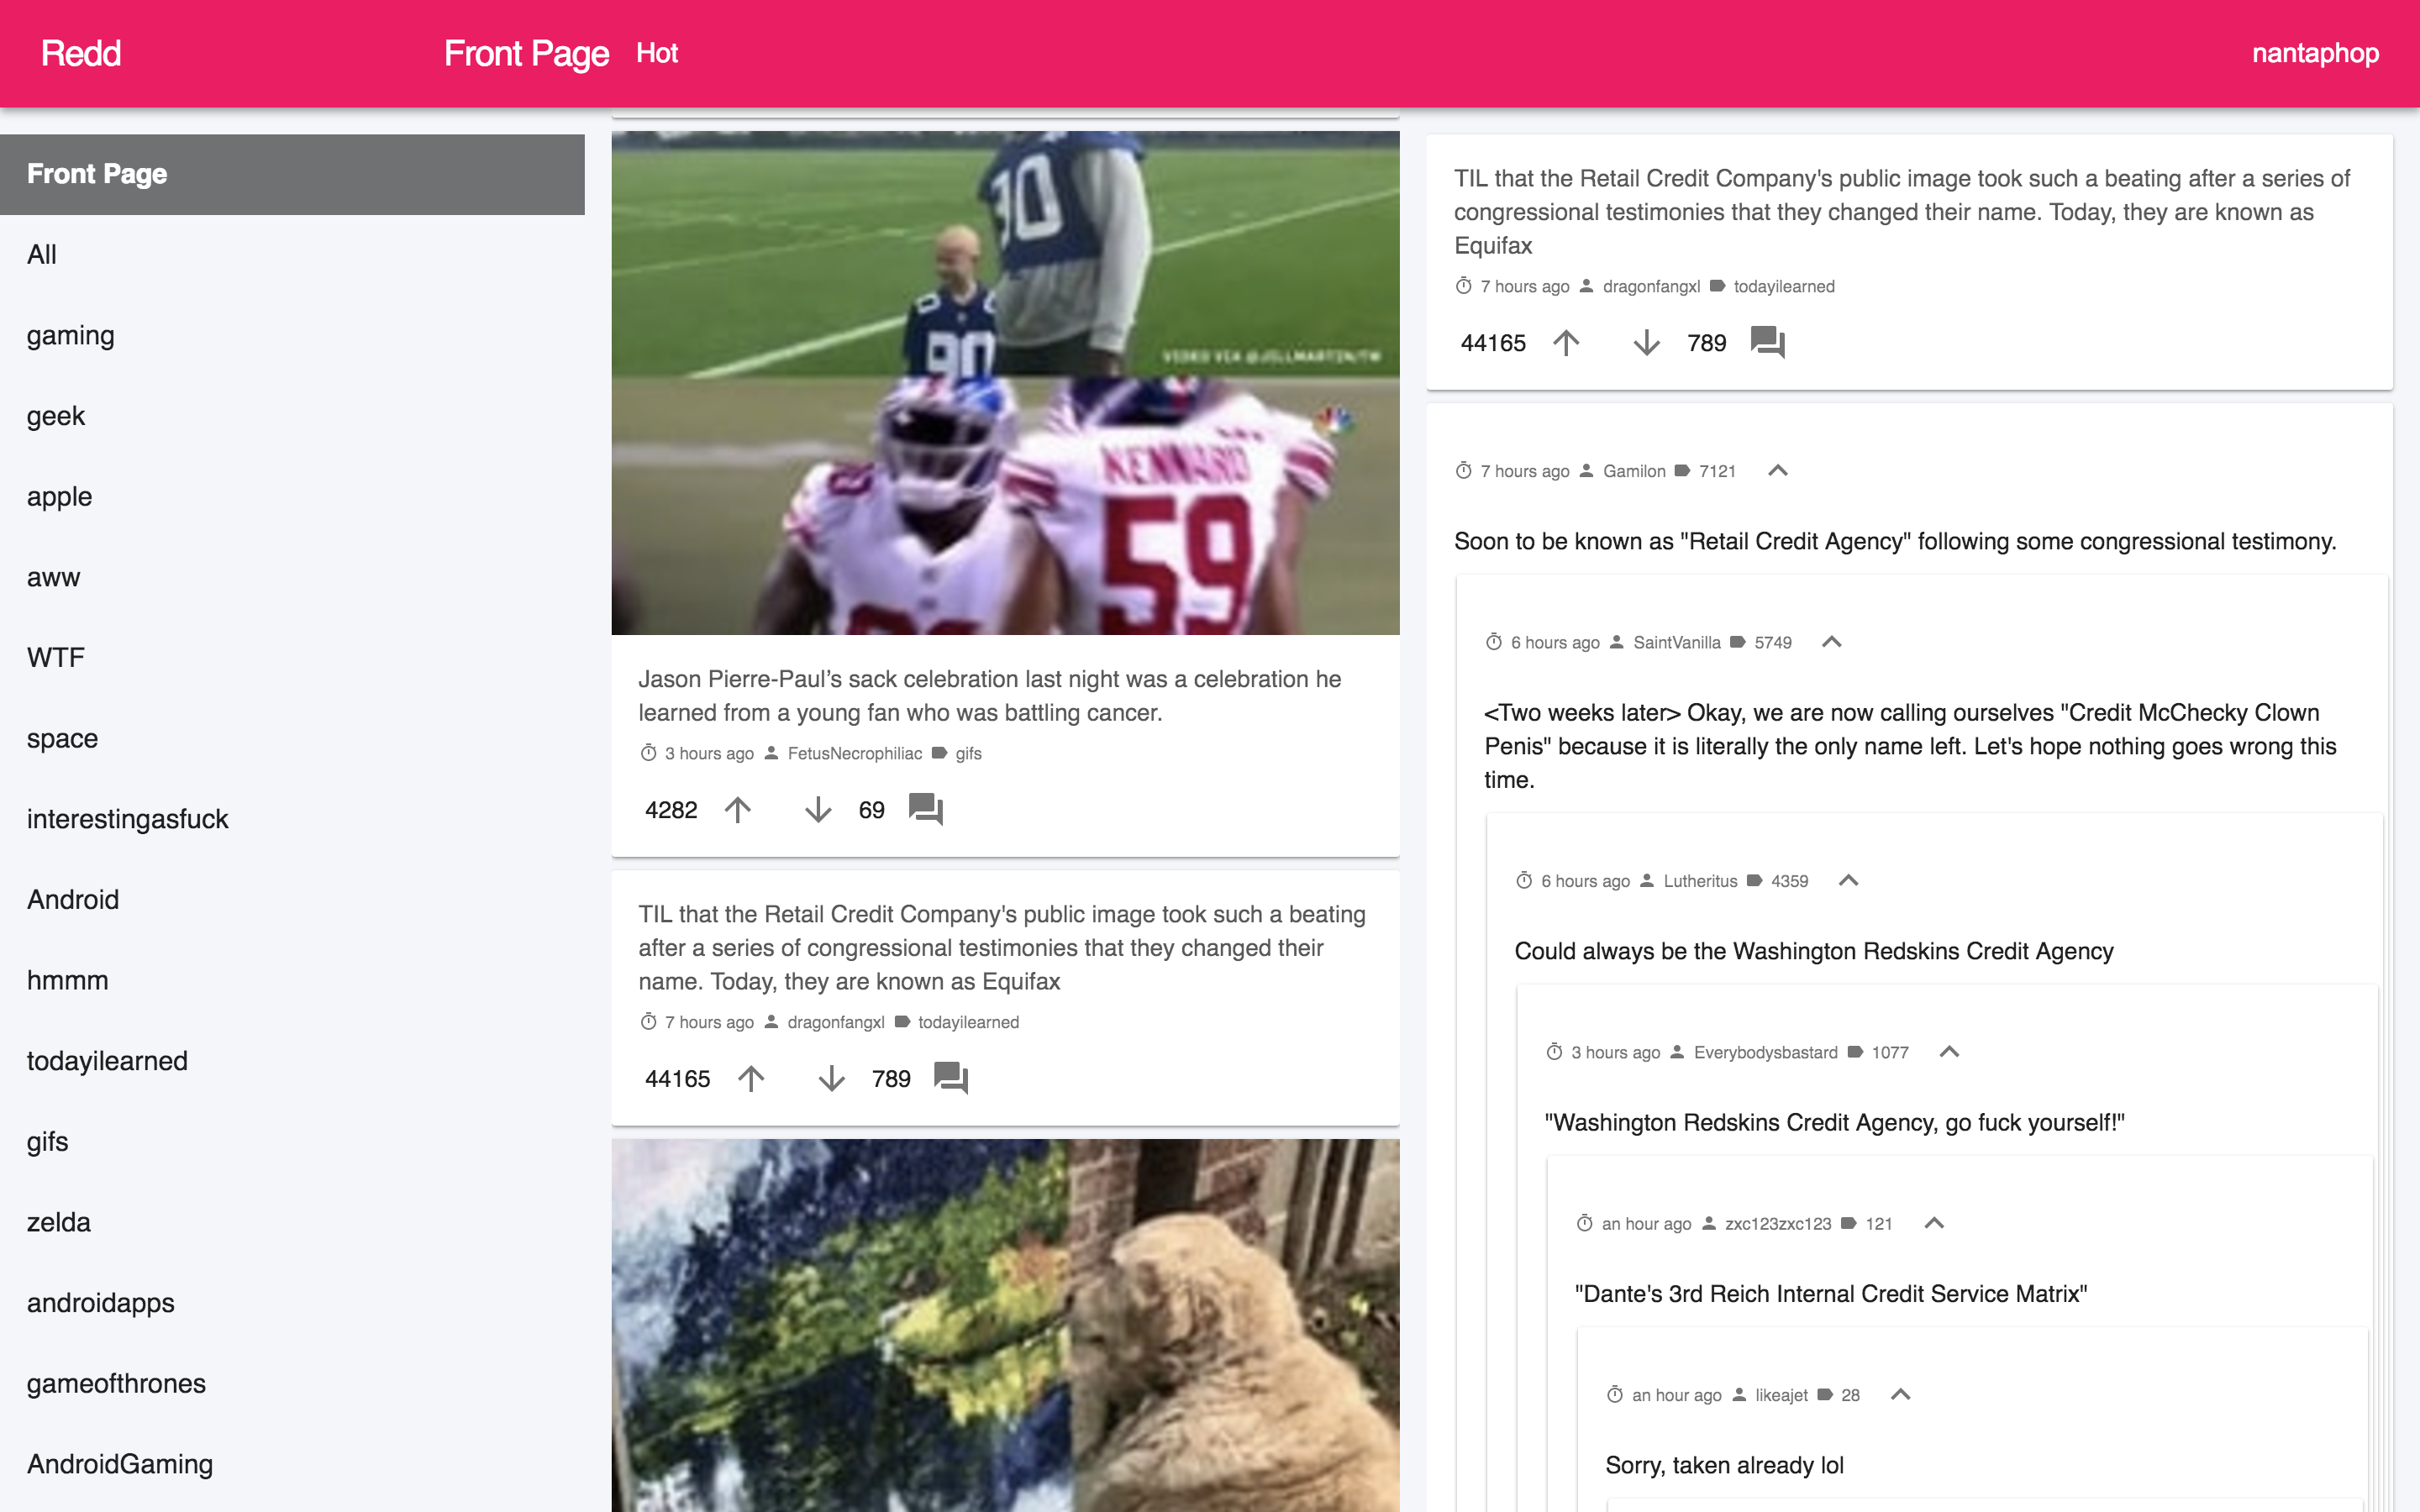 Redd
Front Page Hot
nantaphop
Front Page
All
gaming
geek
apple
aww
WTF
space
interestingasfuck
Android
hmmm
todayilearned
gifs
zelda
androidapps
gameofthrones
AndroidGaming
30
90
VIDEO VIA @JILLMARTIN/TW
KENNARD
59
Jason Pierre-Paul’s sack celebration last night was a celebration he
learned from a young fan who was battling cancer.
3 hours ago FetusNecrophiliac gifs
4282 69
TIL that the Retail Credit Company's public image took such a beating
after a series of congressional testimonies that they changed their
name. Today, they are known as Equifax
7 hours ago dragonfangxl todayilearned
44165 789
TIL that the Retail Credit Company's public image took such a beating after a series of
congressional testimonies that they changed their name. Today, they are known as
Equifax
7 hours ago dragonfangxl todayilearned
44165 789
7 hours ago Gamilon 7121
Soon to be known as "Retail Credit Agency" following some congressional testimony.
6 hours ago SaintVanilla 5749
<Two weeks later> Okay, we are now calling ourselves "Credit McChecky Clown
Penis" because it is literally the only name left. Let's hope nothing goes wrong this
time.
6 hours ago Lutheritus 4359
Could always be the Washington Redskins Credit Agency
3 hours ago Everybodysbastard 1077
"Washington Redskins Credit Agency, go fuck yourself!"
an hour ago zxc123zxc123 121
"Dante's 3rd Reich Internal Credit Service Matrix"
an hour ago likeajet 28
Sorry, taken already lol